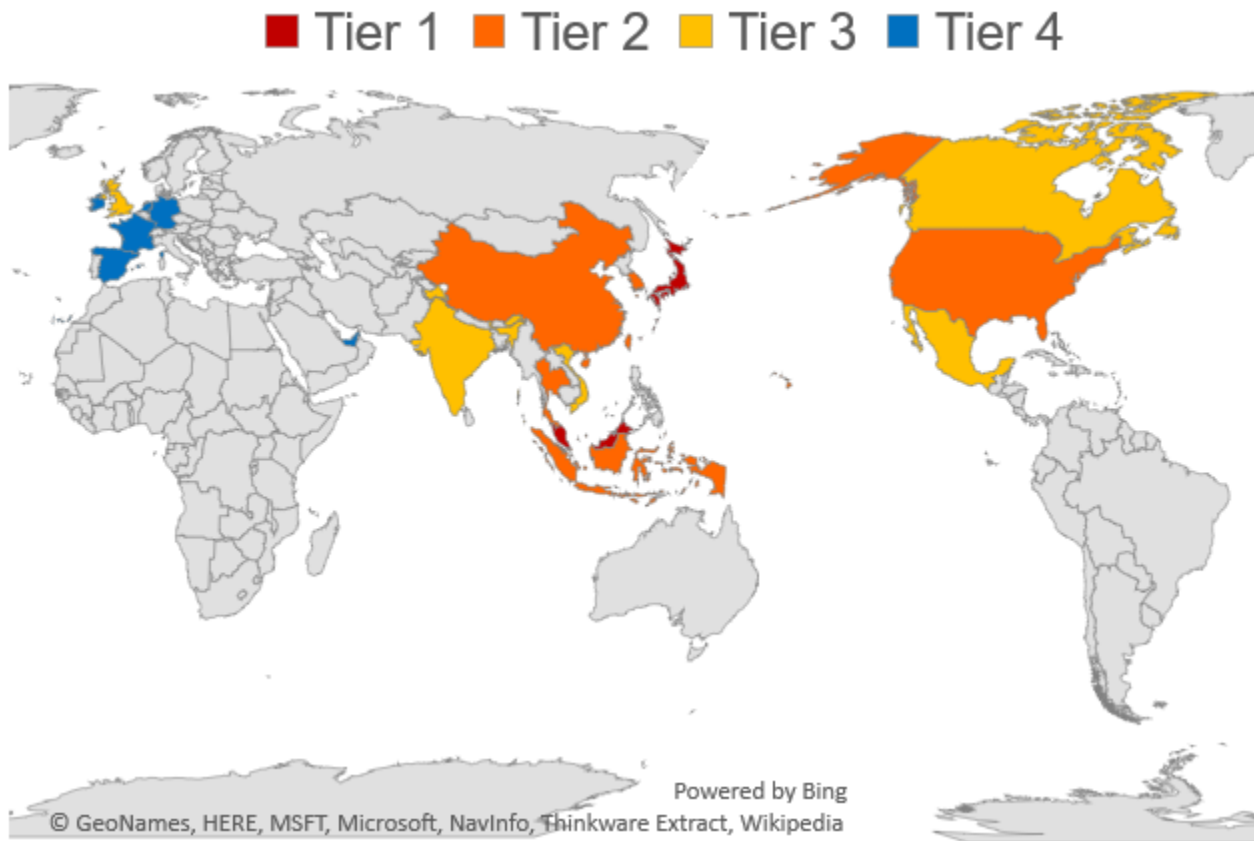 Tier 1 Tier 2 Tier 3 Tier 4
Powered by Bing
© GeoNames, HERE, MSFT, Microsoft, NavInfo, Thinkware Extract, Wikipedia